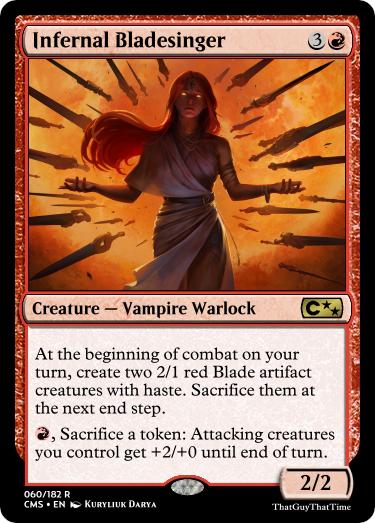 Infernal Bladesinger 3
Creature — Vampire Warlock C
At the beginning of combat on your
turn, create two 2/1 red Blade artifact
creatures with haste. Sacrifice them at
the next end step.
, Sacrifice a token: Attacking creatures
you control get +2/+0 until end of turn.
2/2
060/182 R
CMS • EN Kuryliuk Darya
ThatGuyThatTime